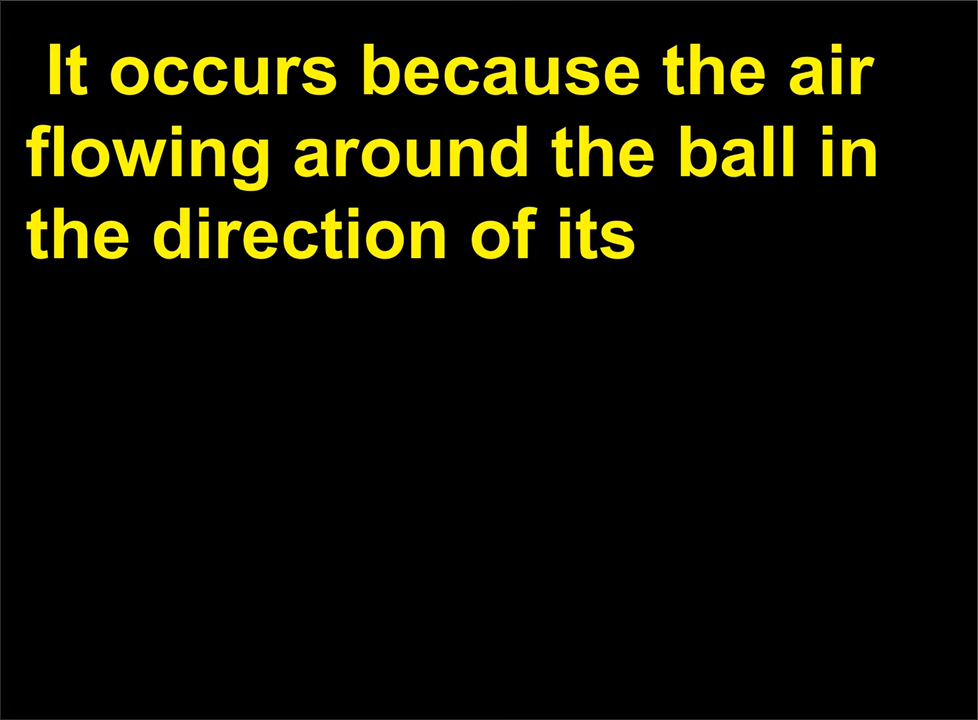 It occurs because the air
flowing around the ball in
the direction of its